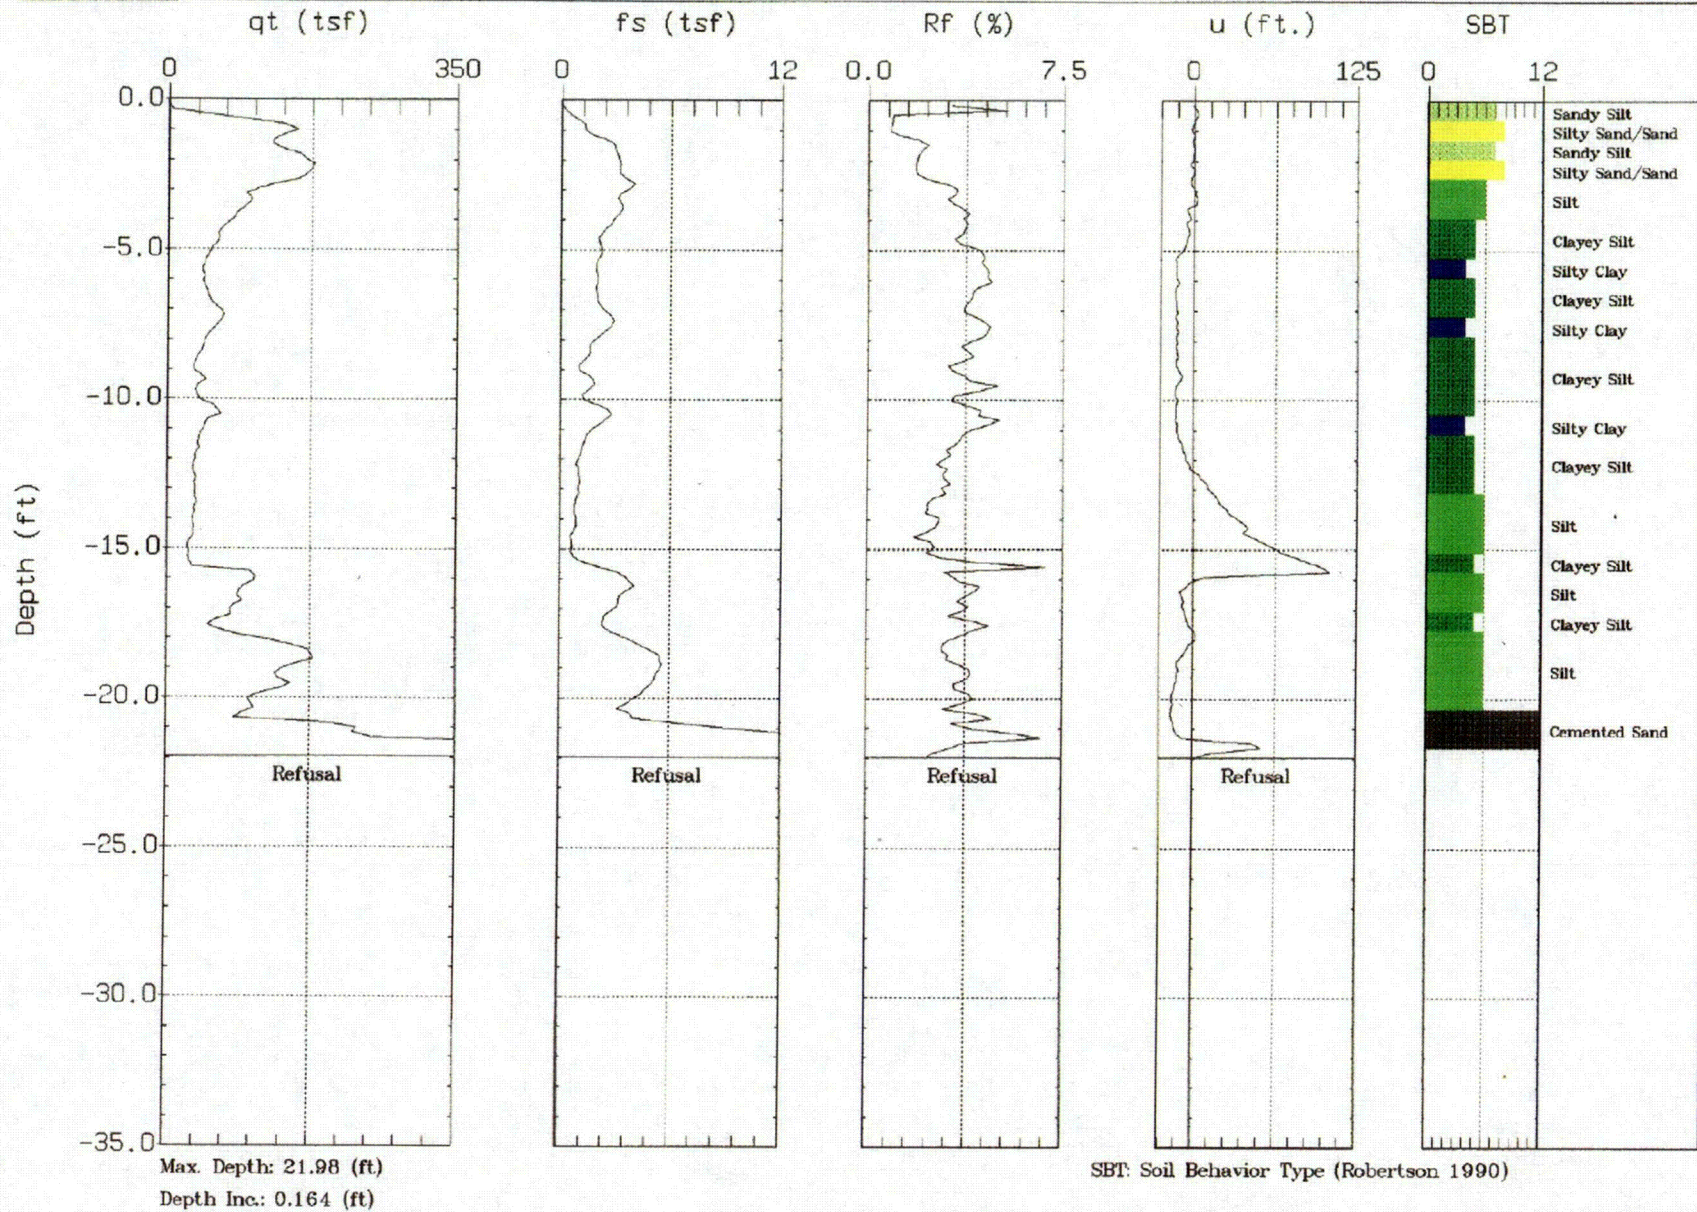 qt (tsf) fs (tsf) Rf (%) u (ft.) SBT
0 350 0 12 0.0 7.5 0 125 0 12
0.0
-5.0
-10.0
-15.0
-20.0
-25.0
-30.0
-35.0
Depth (ft)
Sandy Silt
Silty Sand/Sand
Sandy Silt
Silty Sand/Sand
Silt
Clayey Silt
Silty Clay
Clayey Silt
Silty Clay
Clayey Silt
Silty Clay
Clayey Silt
Silt
Clayey Silt
Silt
Clayey Silt
Silt
Cemented Sand
Refusal Refusal Refusal Refusal
Max. Depth: 21.98 (ft)
Depth Inc.: 0.164 (ft)
SBT: Soil Behavior Type (Robertson 1990)